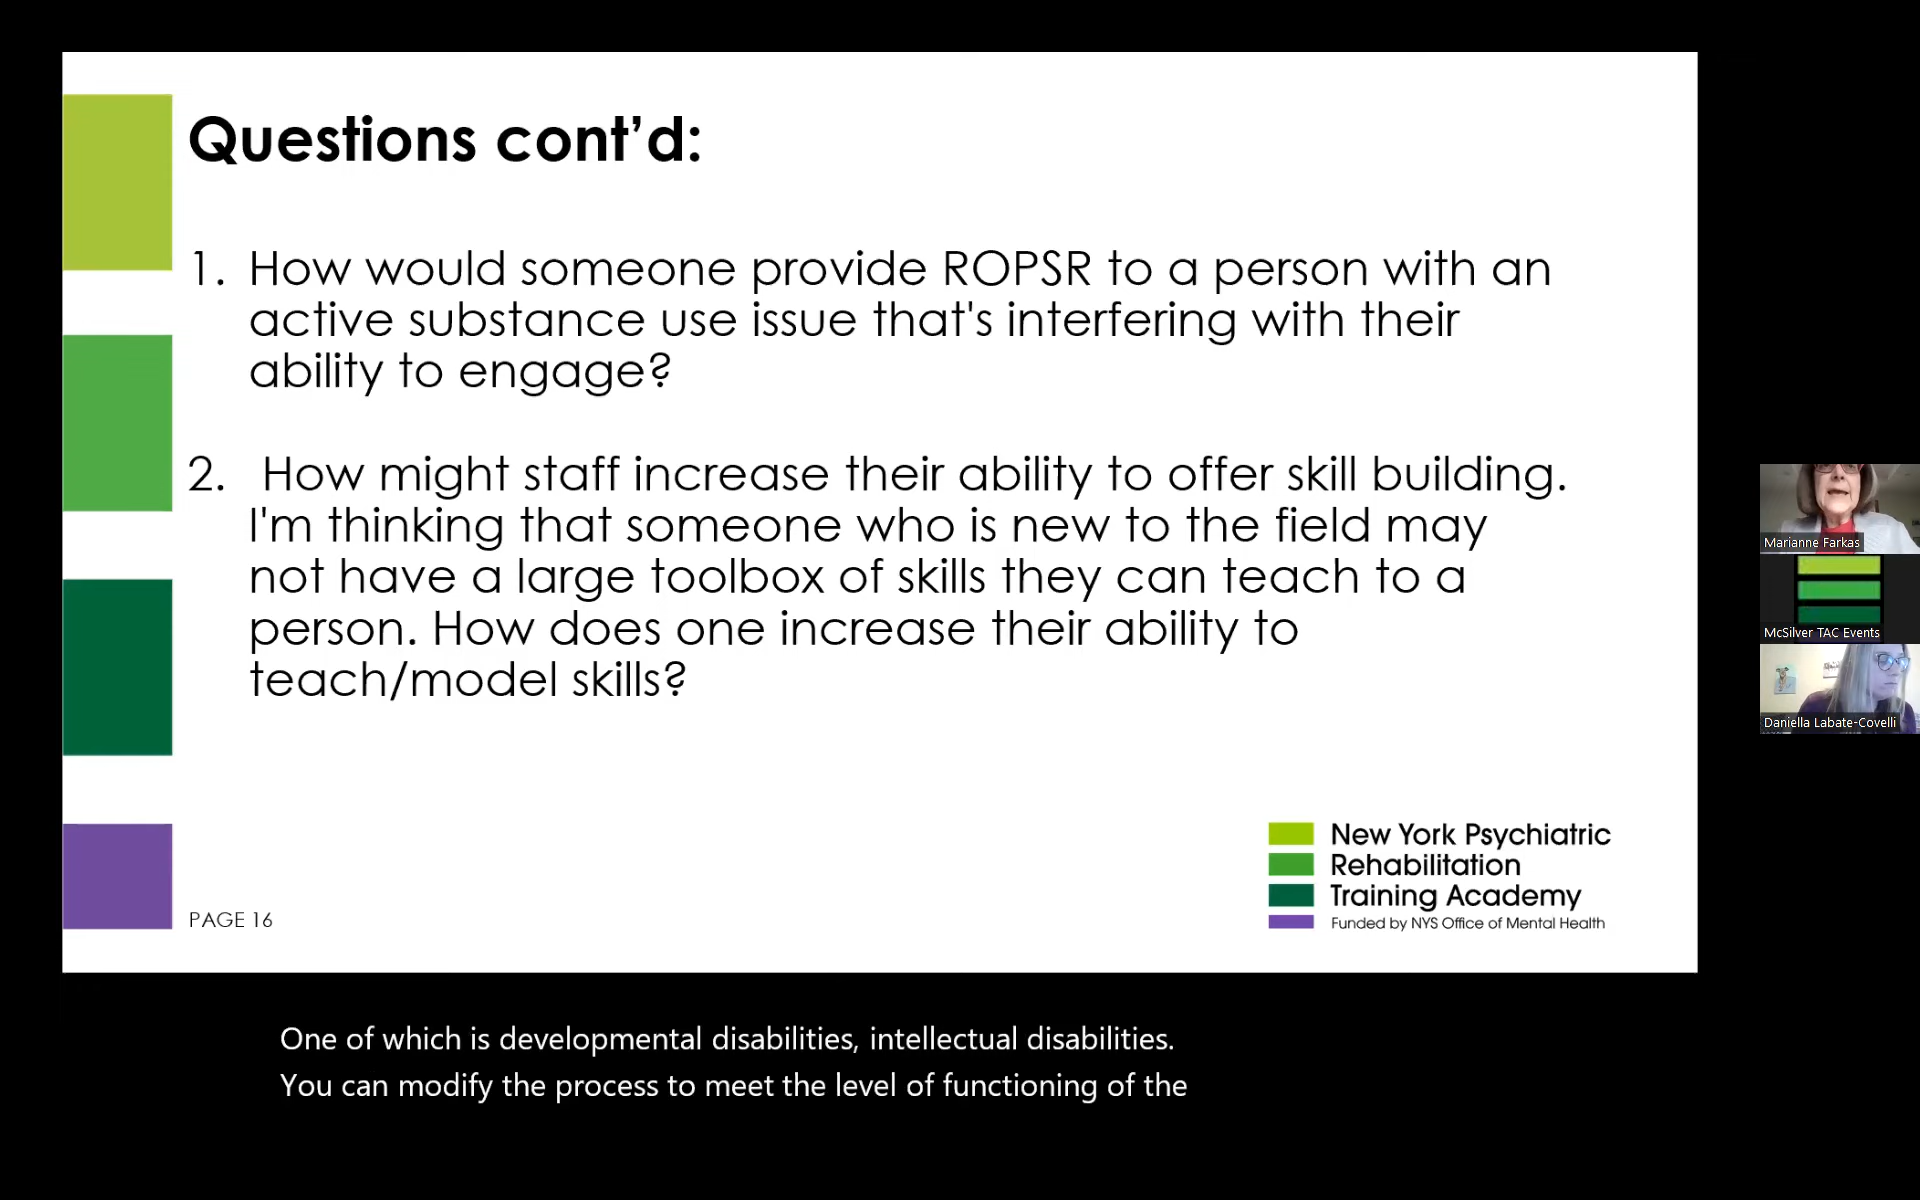 Questions cont’d:
1. How would someone provide ROPSR to a person with an
active substance use issue that's interfering with their
ability to engage?
2. How might staff increase their ability to offer skill building.
I'm thinking that someone who is new to the field may
not have a large toolbox of skills they can teach to a
person. How does one increase their ability to
teach/model skills?
Marianne Farkas
McSilver TAC Events
Daniella Labate-Covelli
New York Psychiatric
Rehabilitation
Training Academy
Funded by NYS Office of Mental Health
PAGE 16
One of which is developmental disabilities, intellectual disabilities.
You can modify the process to meet the level of functioning of the